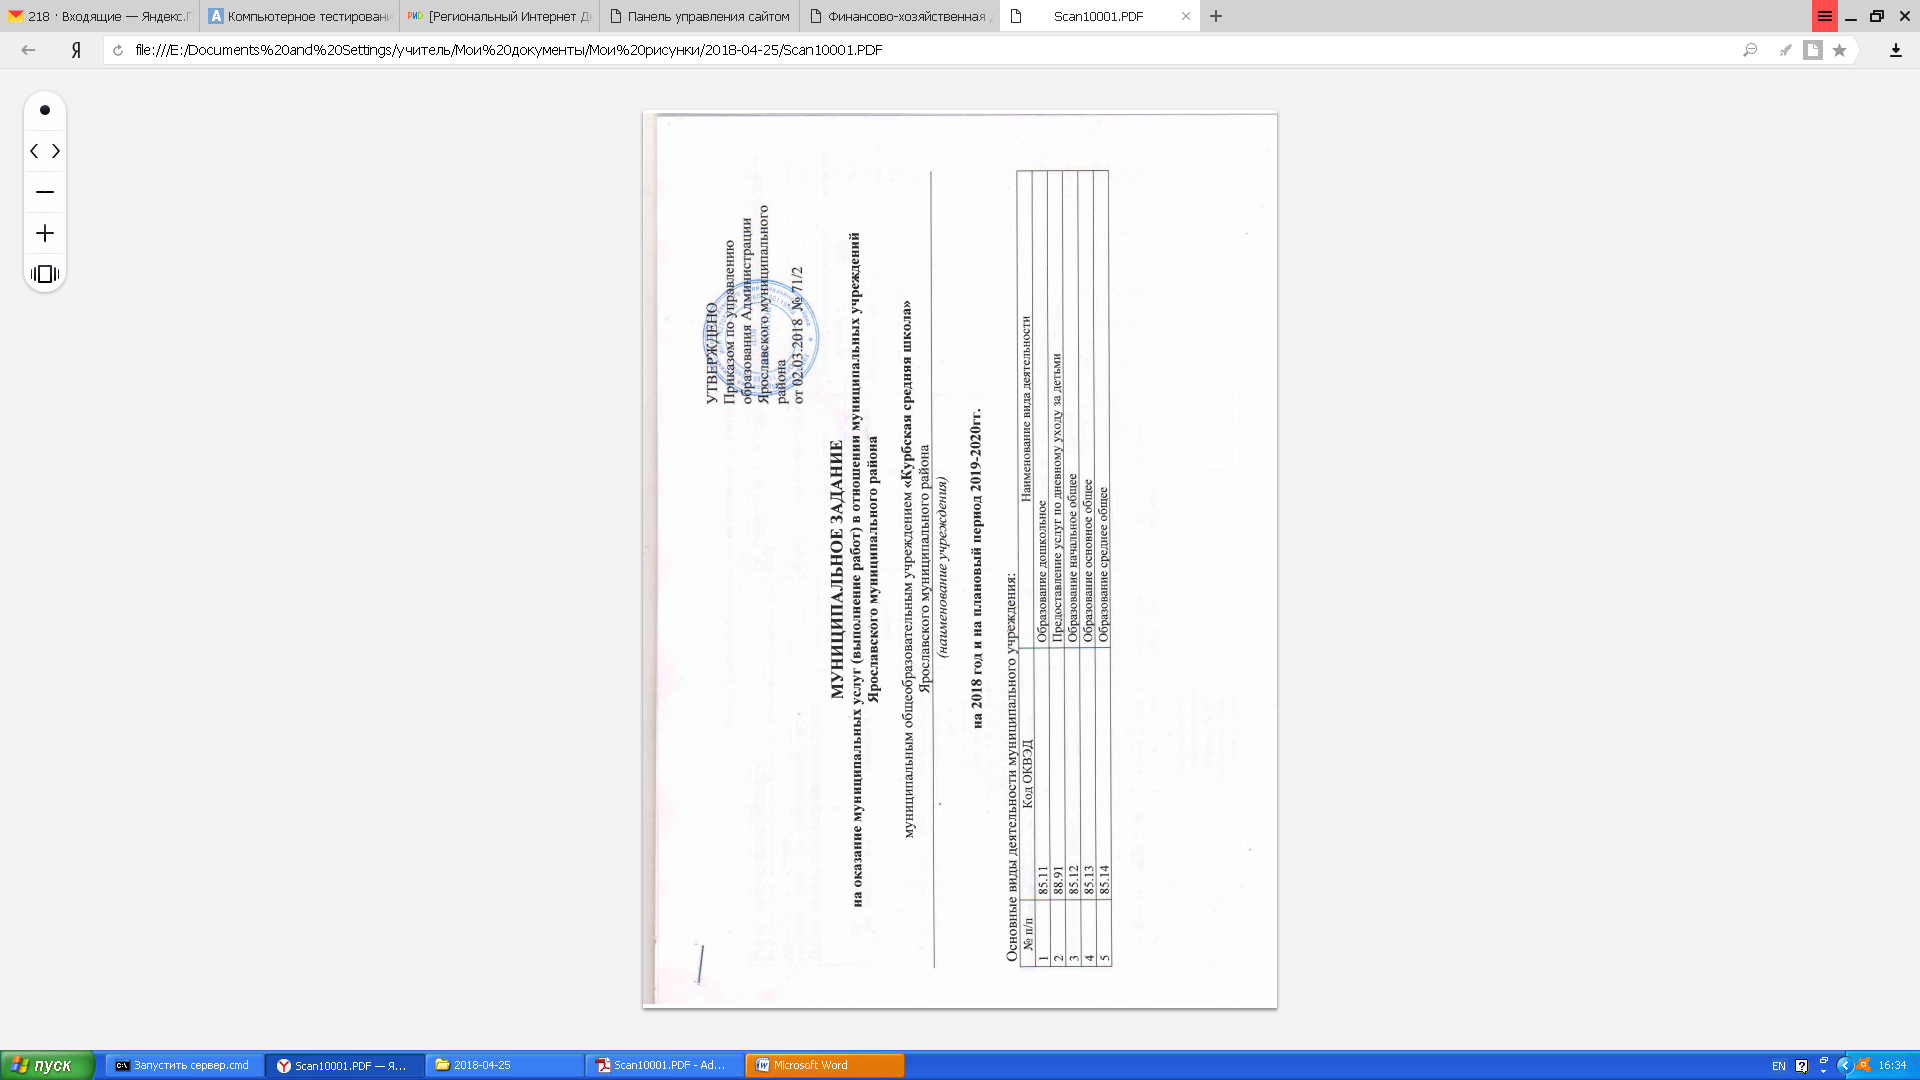 218 · Входящие — Яндекс.П
Компьютерное тестировани
[Региональный Интернет Ди
Панель управления сайтом
Финансово-хозяйственная
Scan10001.PDF
file:///E:/Documents%20and%20Settings/учитель/Мои%20документы/Мои%20рисунки/2018-04-25/Scan10001.PDF
УТВЕРЖДЕНО
Приказом по управлению
образования Администрации
Ярославского муниципального
района
от 02.03.2018 № 71/2
МУНИЦИПАЛЬНОЕ ЗАДАНИЕ
на оказание муниципальных услуг (выполнение работ) в отношении муниципальных учреждений
Ярославского муниципального района
муниципальным общеобразовательным учреждением «Курбская средняя школа»
Ярославского муниципального района
(наименование учреждения)
на 2018 год и на плановый период 2019-2020гг.
Основные виды деятельности муниципального учреждения:
№ п/п Код ОКВЭД Наименование вида деятельности
1 85.11 Образование дошкольное
2 88.91 Предоставление услуг по дневному уходу за детьми
3 85.12 Образование начальное общее
4 85.13 Образование основное общее
5 85.14 Образование среднее общее
пуск
Запустить сервер.cmd
Scan10001.PDF — Я...
2018-04-25
Scan10001.PDF - Ad...
Microsoft Word
EN
16:34